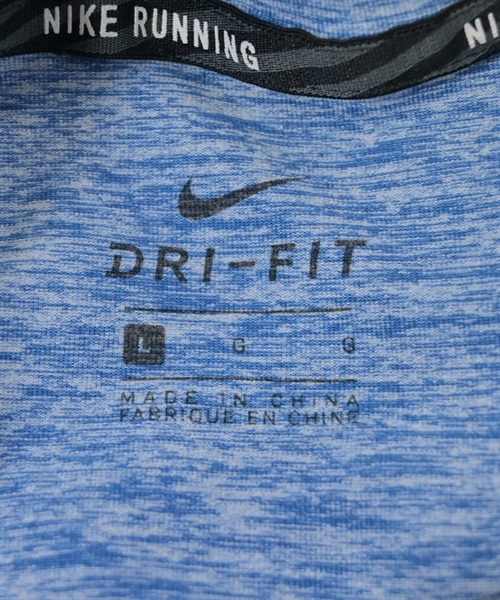 NIKE RUNNING
NI
DRI-FIT
L G G
MADE IN CHINA
FABRIQUE EN CHINE